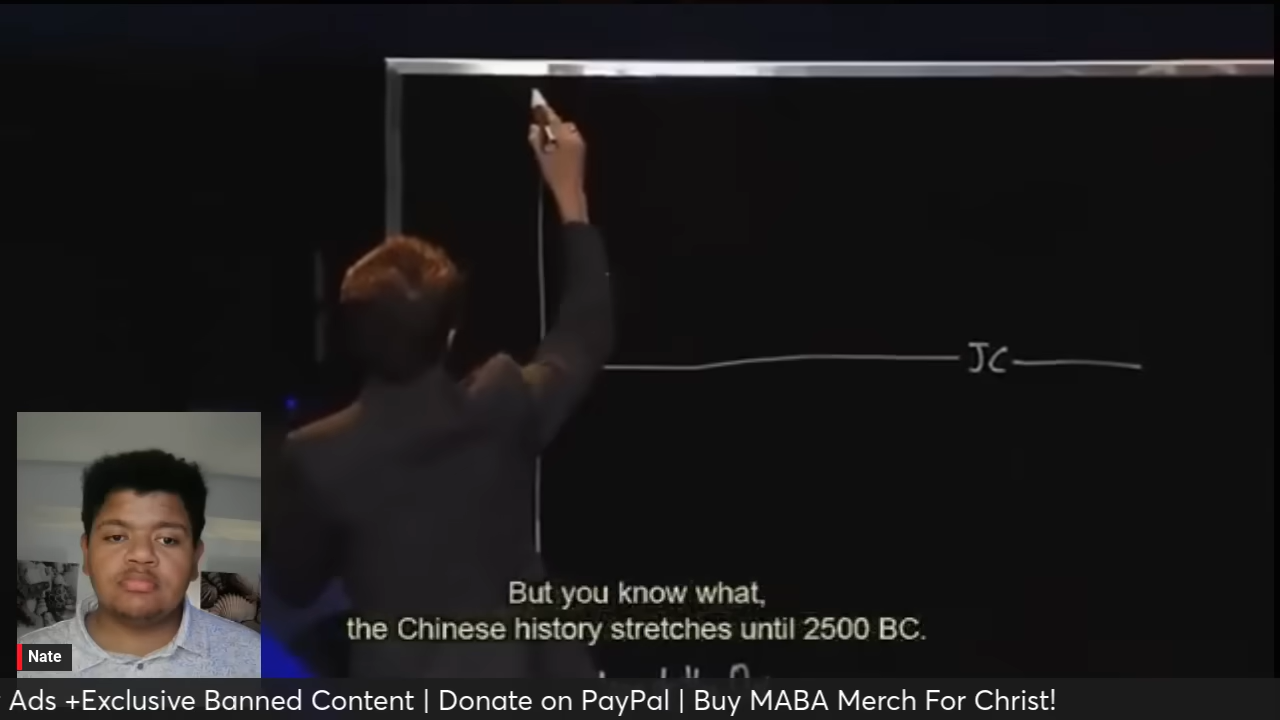 JC
But you know what,
the Chinese history stretches until 2500 BC.
Nate
Ads +Exclusive Banned Content | Donate on PayPal | Buy MABA Merch For Christ!